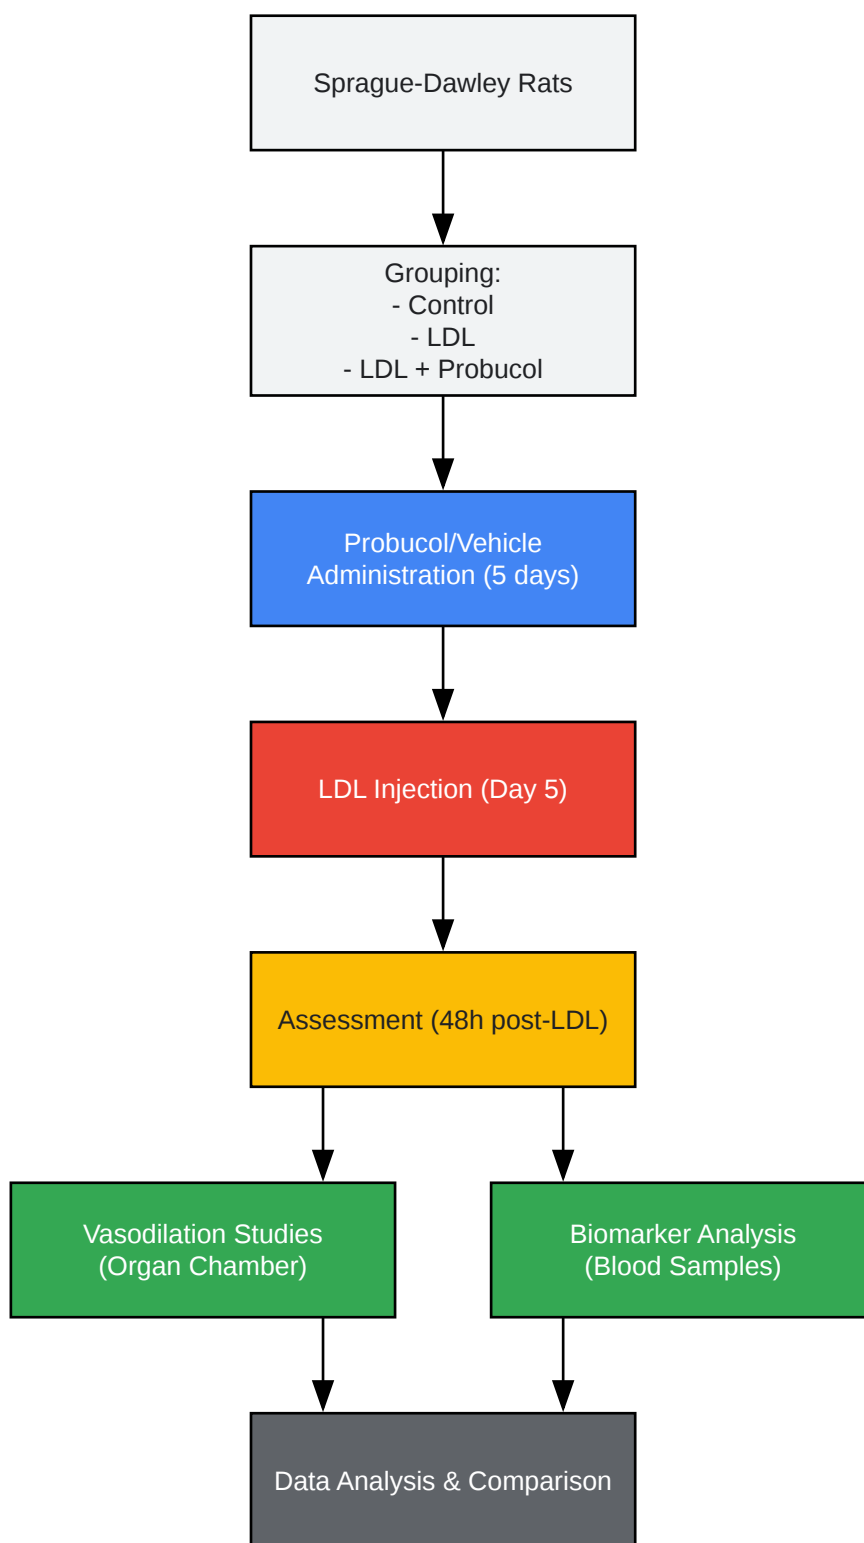 Sprague-Dawley Rats
Grouping:
- Control
- LDL
- LDL + Probucol
Probucol/Vehicle
Administration (5 days)
LDL Injection (Day 5)
Assessment (48h post-LDL)
Vasodilation Studies
(Organ Chamber)
Biomarker Analysis
(Blood Samples)
Data Analysis & Comparison